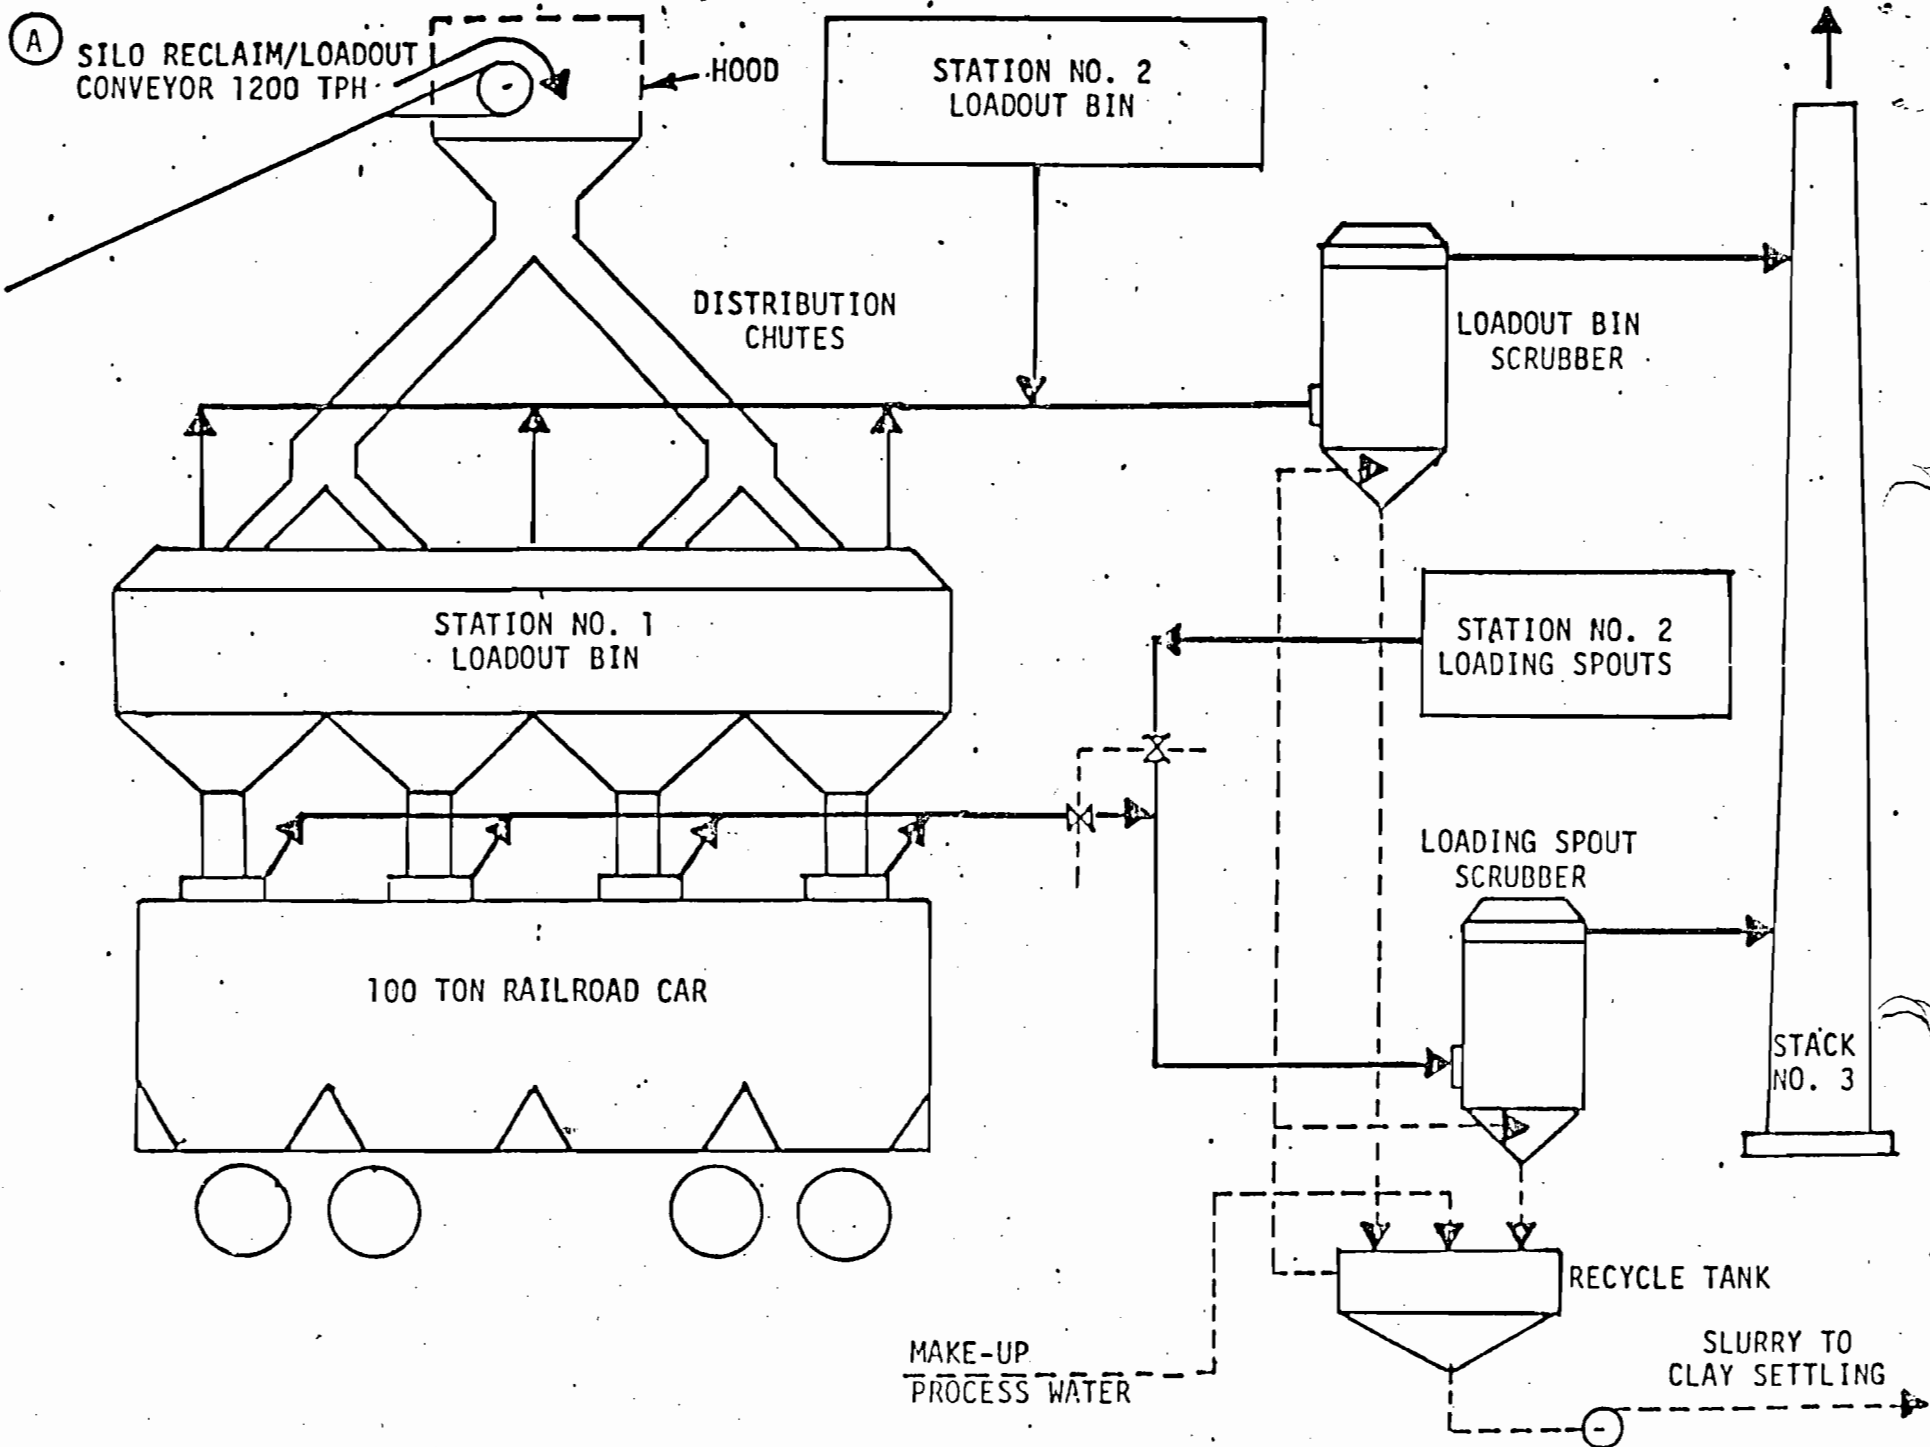 A
SILO RECLAIM/LOADOUT
CONVEYOR 1200 TPH
HOOD
STATION NO. 2
LOADOUT BIN
DISTRIBUTION
CHUTES
LOADOUT BIN
SCRUBBER
STATION NO. 1
LOADOUT BIN
STATION NO. 2
LOADING SPOUTS
LOADING SPOUT
SCRUBBER
100 TON RAILROAD CAR
STACK
NO. 3
RECYCLE TANK
MAKE-UP
PROCESS WATER
SLURRY TO
CLAY SETTLING